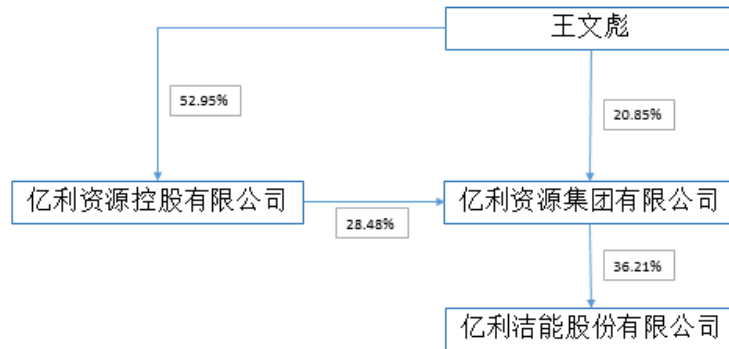 王文彪
52.95%
20.85%
亿利资源控股有限公司
亿利资源集团有限公司
28.48%
36.21%
亿利洁能股份有限公司